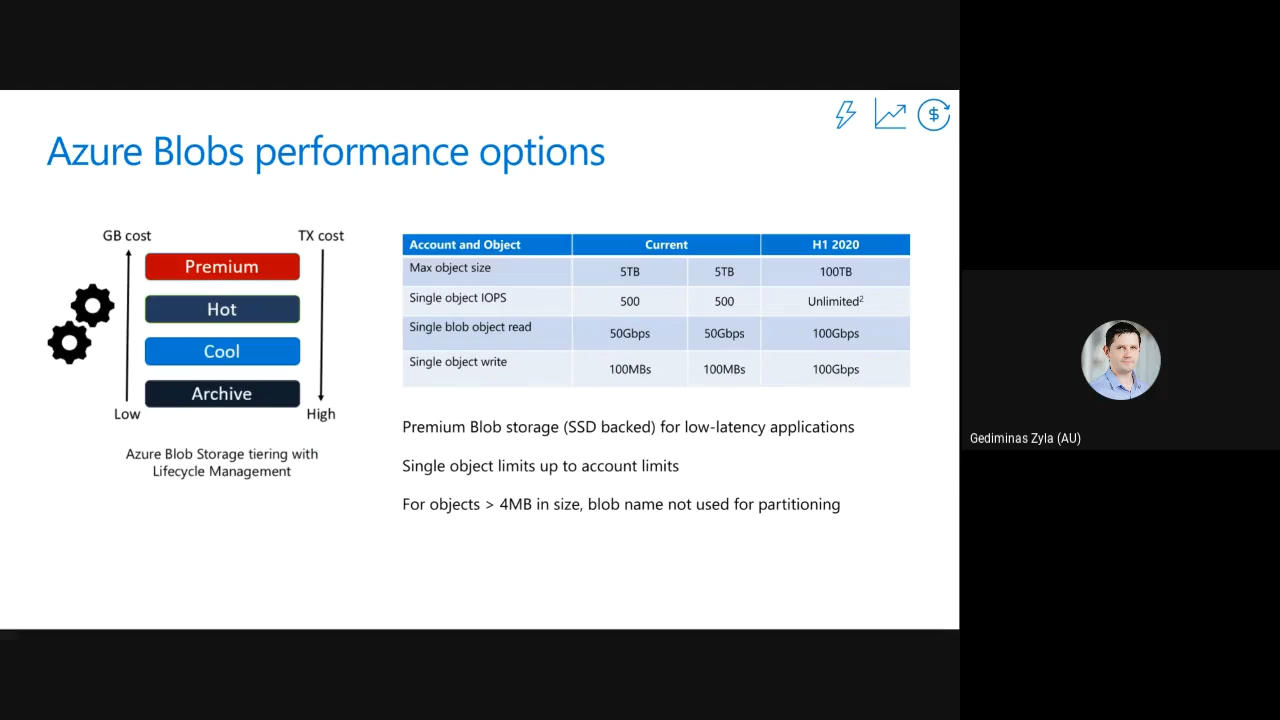 Azure Blobs performance options
GB cost
TX cost
Premium
Hot
Cool
Archive
Low
High
Azure Blob Storage tiering with
Lifecycle Management
Account and Object Current H1 2020
Max object size 5TB 5TB 100TB
Single object IOPS 500 500 Unlimited²
Single blob object read 50Gbps 50Gbps 100Gbps
Single object write 100MBs 100MBs 100Gbps
Premium Blob storage (SSD backed) for low-latency applications
Single object limits up to account limits
For objects > 4MB in size, blob name not used for partitioning
$
Gediminas Zyla (AU)